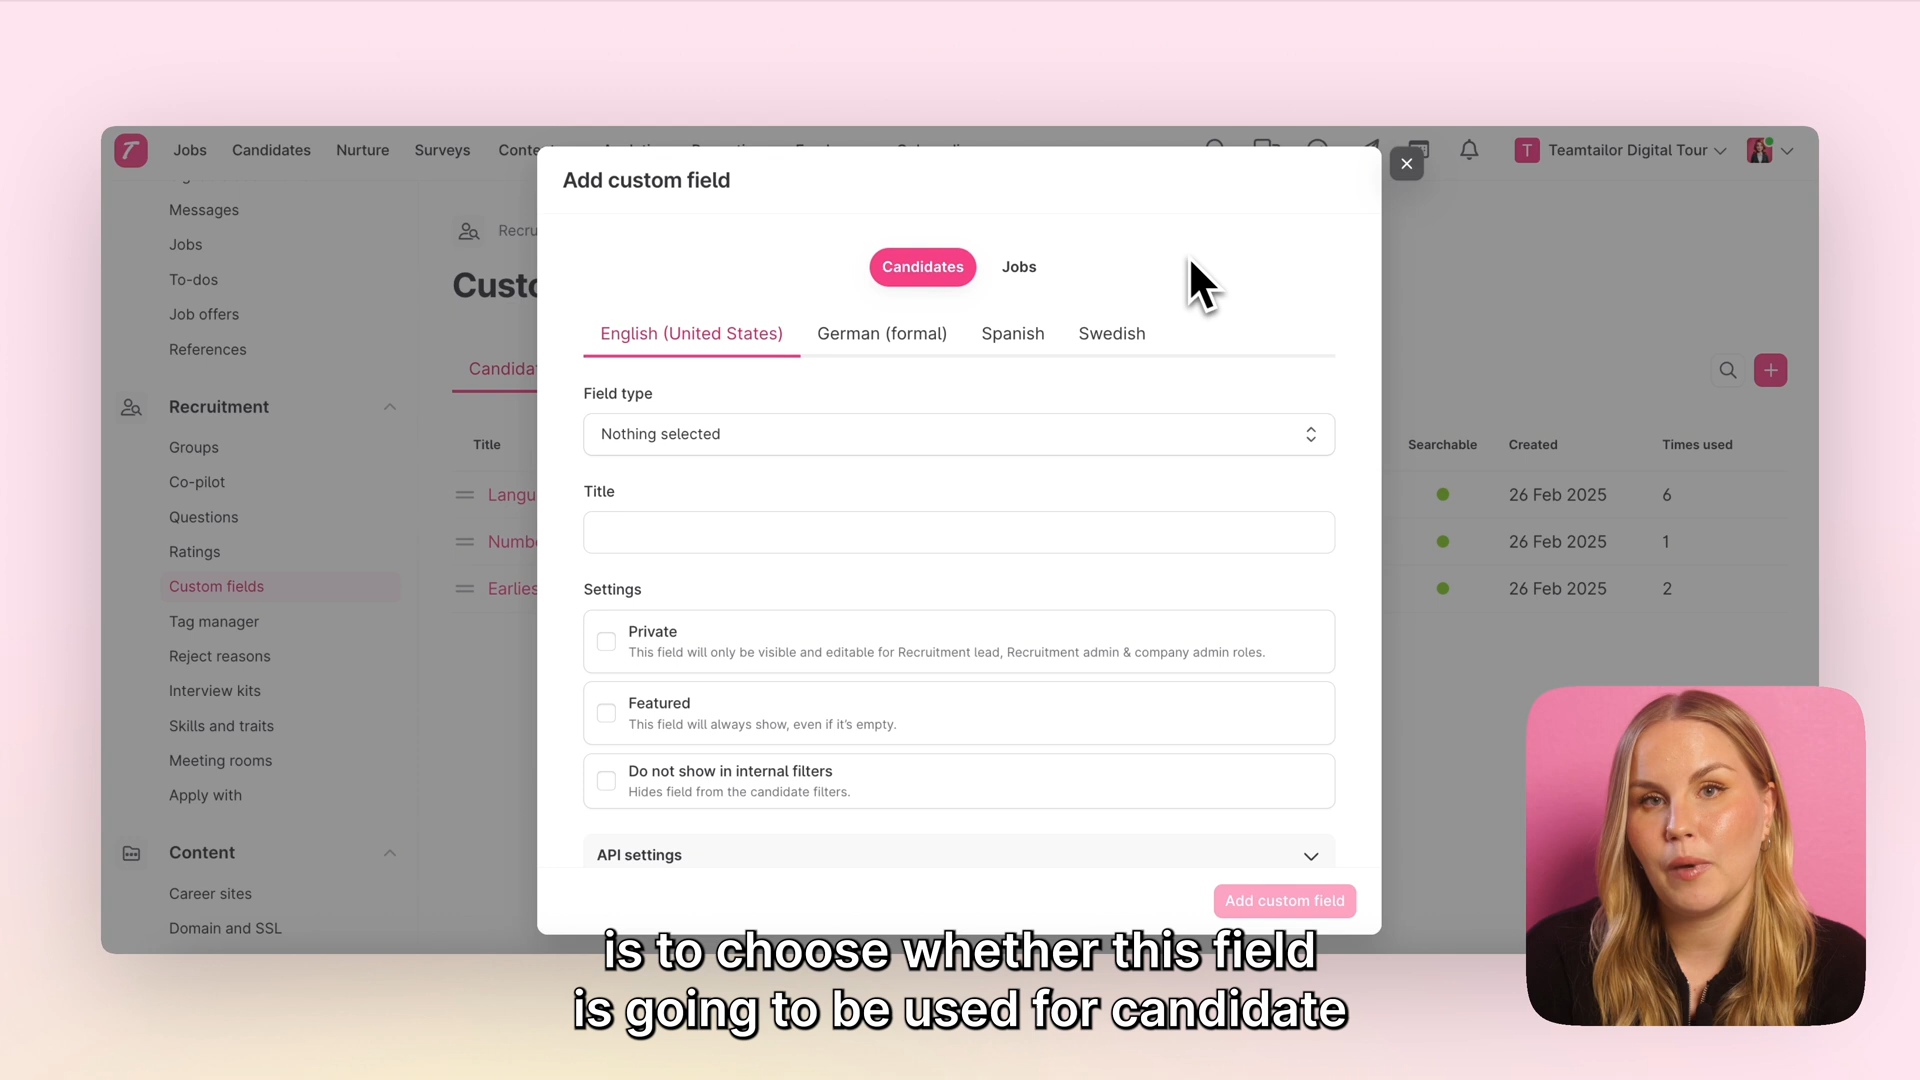 Jobs
Candidates
Nurture
Surveys
T
Teamtailor Digital Tour
Messages
Jobs
To-dos
Job offers
References
Recruitment
Groups
Co-pilot
Questions
Ratings
Custom fields
Tag manager
Reject reasons
Interview kits
Skills and traits
Meeting rooms
Apply with
Content
Career sites
Domain and SSL
Title
Searchable
Created
Times used
26 Feb 2025
6
26 Feb 2025
1
26 Feb 2025
2
Add custom field
Candidates
Jobs
English (United States)
German (formal)
Spanish
Swedish
Field type
Nothing selected
Title
Settings
Private
This field will only be visible and editable for Recruitment lead, Recruitment admin & company admin roles.
Featured
This field will always show, even if it's empty.
Do not show in internal filters
Hides field from the candidate filters.
API settings
Add custom field
is to choose whether this field
is going to be used for candidate